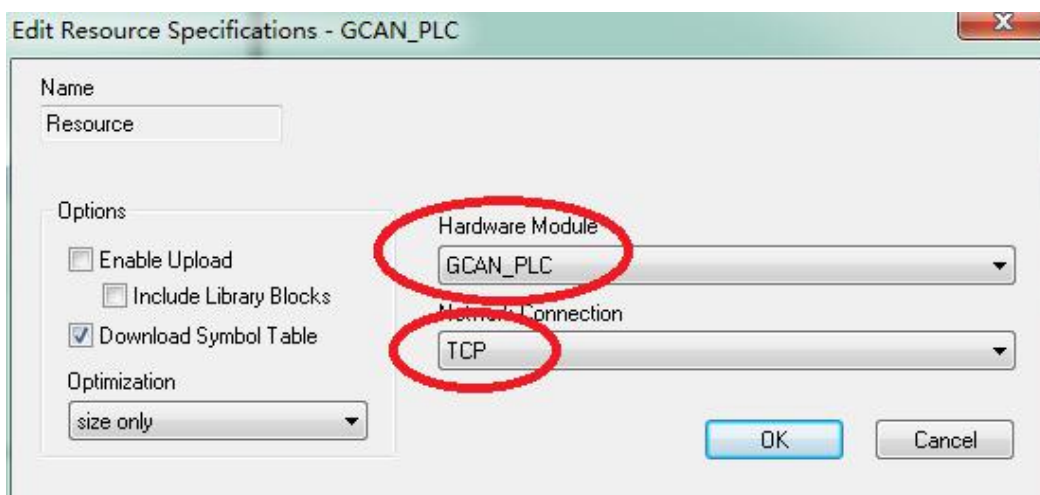 Edit Resource Specifications - GCAN_PLC
Name
Resource
Options
Enable Upload
Include Library Blocks
Download Symbol Table
Optimization
size only
Hardware Module
GCAN_PLC
Network Connection
TCP
OK
Cancel